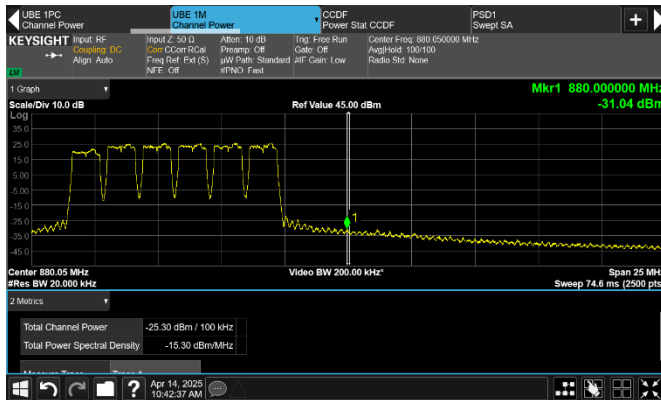 UBE 1PC
Channel Power
UBE 1M
Channel Power
CCDF
Power Stat CCDF
PSD1
Swept SA
KEYSIGHT
Input: RF
Coupling: DC
Align: Auto
Input Z: 50 Ω
Corr CCorr RCal
Freq Ref: Ext (S)
NFE: Off
Atten: 10 dB
Preamp: Off
µW Path: Standard
#PNO: Fast
Trig: Free Run
Gate: Off
#IF Gain: Low
Center Freq: 880.050000 MHz
Avg|Hold: 100/100
Radio Std: None
LU
1 Graph
Mkr1 880.000000 MHz
Scale/Div 10.0 dB
Ref Value 45.00 dBm
-31.04 dBm
Log
35.0
25.0
15.0
5.00
-5.00
-15.0
-25.0
-35.0
-45.0
1
Center 880.05 MHz
Video BW 200.00 kHz*
Span 25 MHz
#Res BW 20.000 kHz
Sweep 74.6 ms (2500 pts)
2 Metrics
Total Channel Power
-25.30 dBm / 100 kHz
Total Power Spectral Density
-15.30 dBm/MHz
Measure Trace
Trace 1
?
Apr 14, 2025
10:42:37 AM